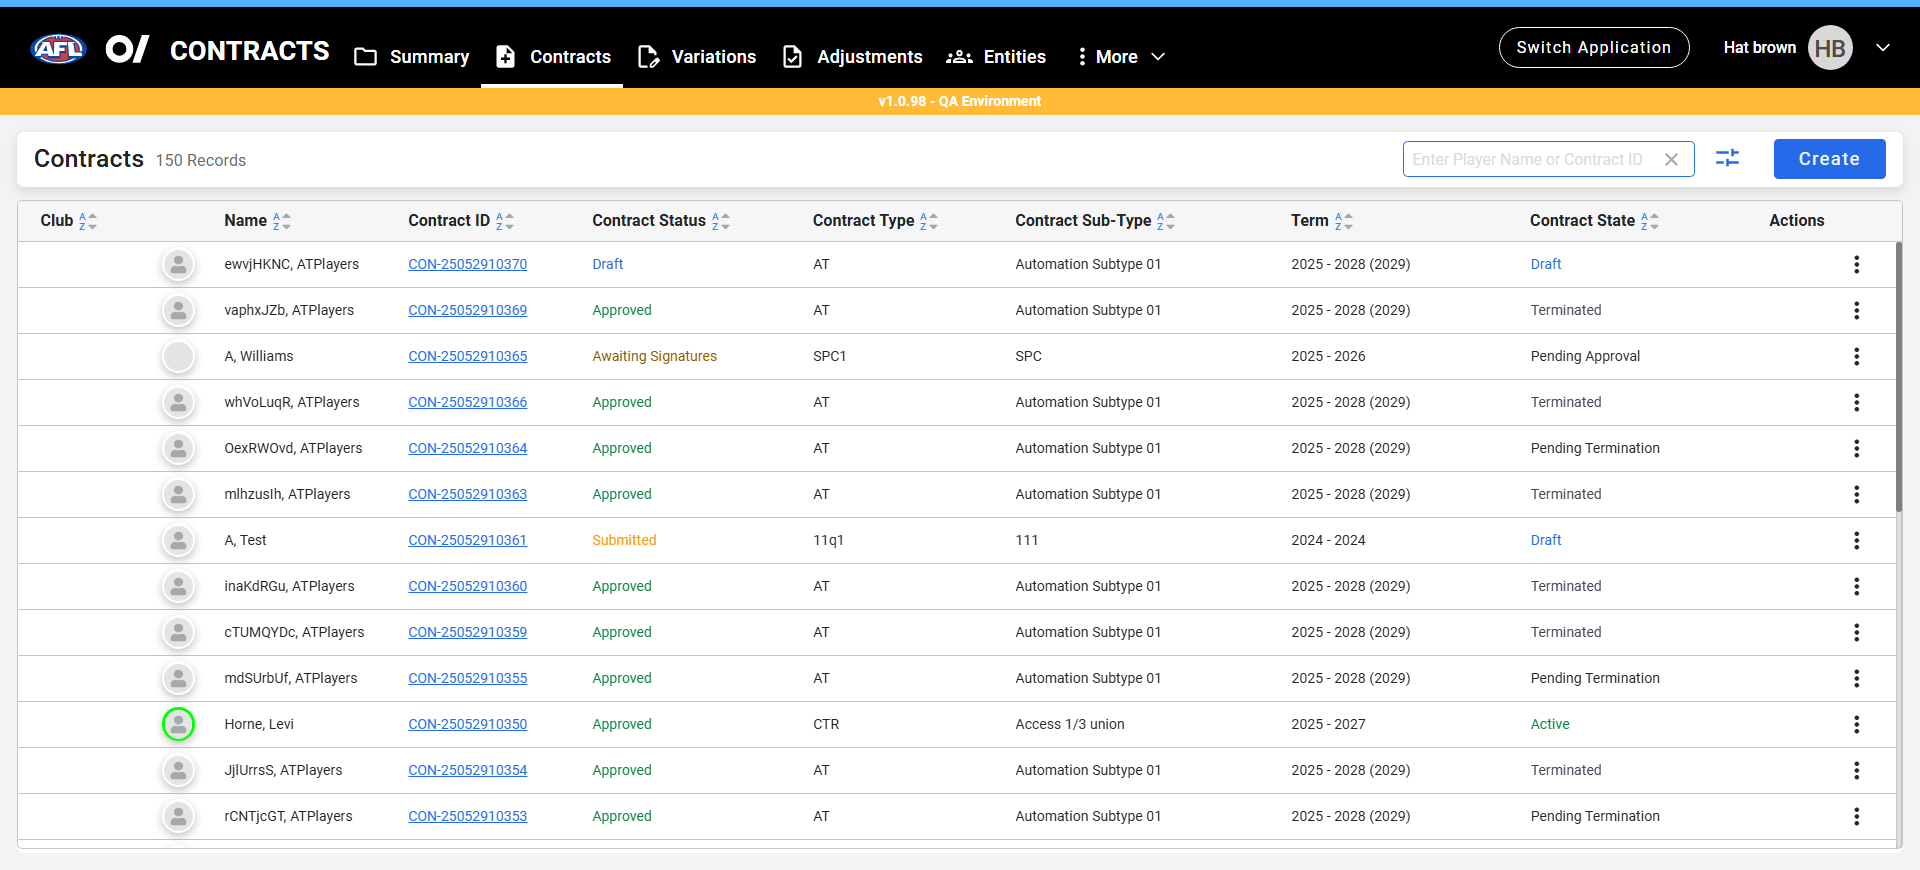 AFL CONTRACTS Summary Contracts Variations Adjustments Entities More Switch Application Hat brown HB
v1.0.98 - QA Environment
Contracts 150 Records Enter Player Name or Contract ID Create
Club Name Contract ID Contract Status Contract Type Contract Sub-Type Term Contract State Actions
ewvjHKNC, ATPlayers CON-25052910370 Draft AT Automation Subtype 01 2025 - 2028 (2029) Draft
vaphxJZb, ATPlayers CON-25052910369 Approved AT Automation Subtype 01 2025 - 2028 (2029) Terminated
A, Williams CON-25052910365 Awaiting Signatures SPC1 SPC 2025 - 2026 Pending Approval
whVoLuqR, ATPlayers CON-25052910366 Approved AT Automation Subtype 01 2025 - 2028 (2029) Terminated
OexRWOvd, ATPlayers CON-25052910364 Approved AT Automation Subtype 01 2025 - 2028 (2029) Pending Termination
mlhzusIh, ATPlayers CON-25052910363 Approved AT Automation Subtype 01 2025 - 2028 (2029) Terminated
A, Test CON-25052910361 Submitted 11q1 111 2024 - 2024 Draft
inaKdRGu, ATPlayers CON-25052910360 Approved AT Automation Subtype 01 2025 - 2028 (2029) Terminated
cTUMQYDc, ATPlayers CON-25052910359 Approved AT Automation Subtype 01 2025 - 2028 (2029) Terminated
mdSUrbUf, ATPlayers CON-25052910355 Approved AT Automation Subtype 01 2025 - 2028 (2029) Pending Termination
Horne, Levi CON-25052910350 Approved CTR Access 1/3 union 2025 - 2027 Active
JjlUrrsS, ATPlayers CON-25052910354 Approved AT Automation Subtype 01 2025 - 2028 (2029) Terminated
rCNTjcGT, ATPlayers CON-25052910353 Approved AT Automation Subtype 01 2025 - 2028 (2029) Pending Termination